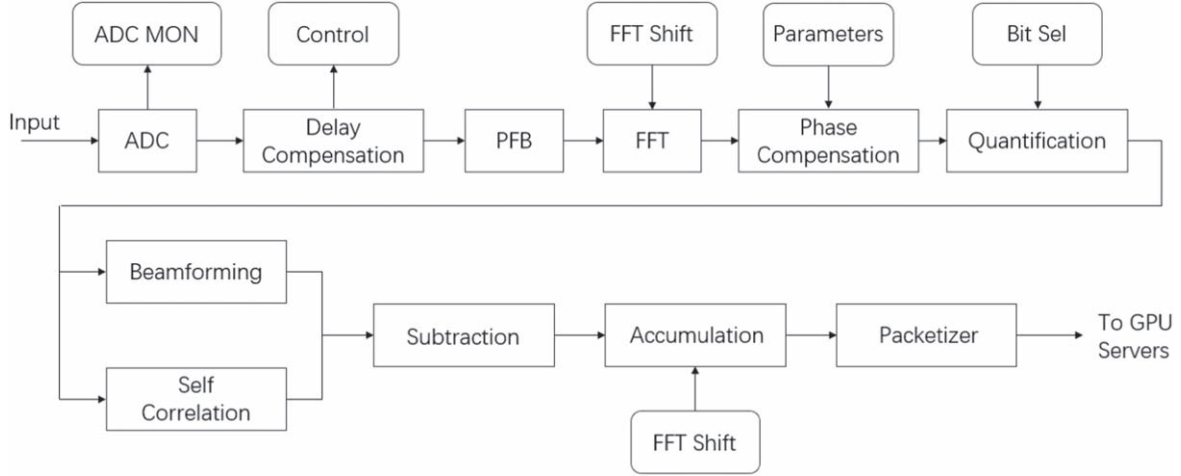 ADC MON
Control
FFT Shift
Parameters
Bit Sel
Input
ADC
Delay
Compensation
PFB
FFT
Phase
Compensation
Quantification
Beamforming
Self
Correlation
Subtraction
Accumulation
Packetizer
To GPU
Servers
FFT Shift